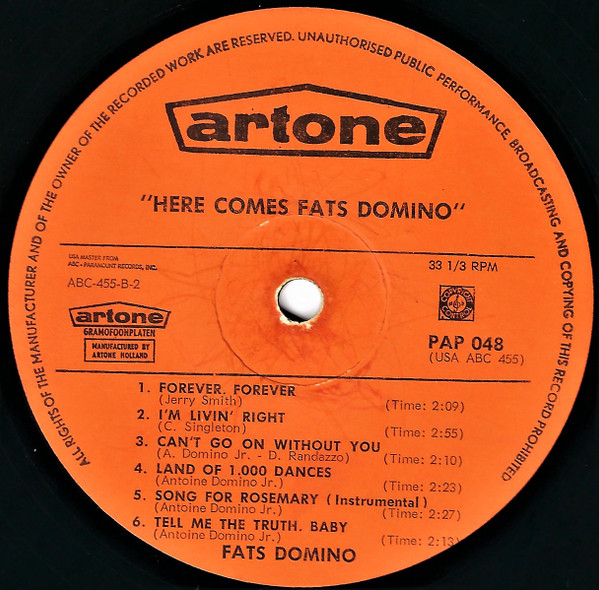 ALL RIGHTS OF THE MANUFACTURER AND OF THE OWNER OF THE RECORDED WORK ARE RESERVED. UNAUTHORISED PUBLIC PERFORMANCE, BROADCASTING AND COPYING OF THIS RECORD PROHIBITED
artone
"HERE COMES FATS DOMINO"
USA MASTER FROM
ABC-PARAMOUNT RECORDS, INC.
33 1/3 RPM
ABC-455-B-2
artone
GRAMOFOONPLATEN
MANUFACTURED BY
ARTONE HOLLAND
COPYRIGHT
CONTROL
PAP 048
(USA ABC 455)
1. FOREVER. FOREVER
(Jerry Smith) (Time: 2:09)
2. I'M LIVIN' RIGHT
(C. Singleton) (Time: 2:55)
3. CAN'T GO ON WITHOUT YOU
(A. Domino Jr. - D. Randazzo) (Time: 2:10)
4. LAND OF 1.000 DANCES
(Antoine Domino Jr.) (Time: 2:23)
5. SONG FOR ROSEMARY (Instrumental)
(Antoine Domino Jr.) (Time: 2:27)
6. TELL ME THE TRUTH. BABY
(Antoine Domino Jr.) (Time: 2:13)
FATS DOMINO